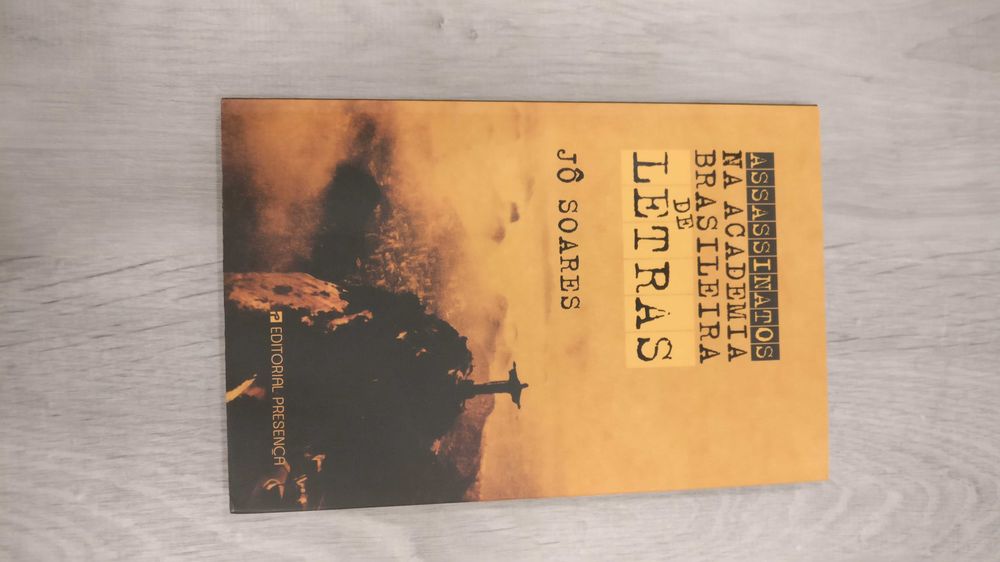 ASSASSINATOS
NA ACADEMIA
BRASILEIRA
DE
LETRAS
JÔ SOARES
EDITORIAL PRESENÇA